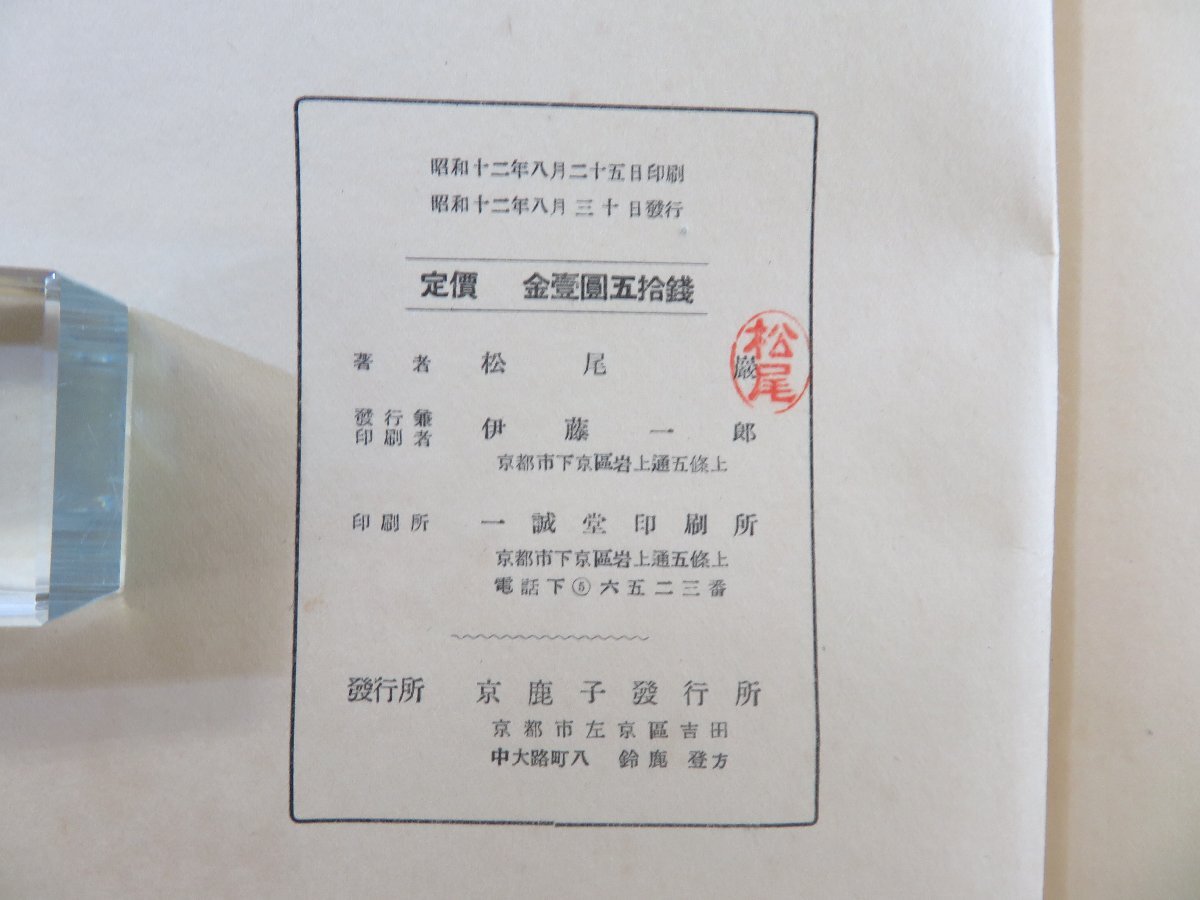 昭和十二年八月二十五日印刷
昭和十二年八月三十日發行
定價 金壹圓五拾錢
著者 松尾巖
松尾
發行兼
印刷者 伊藤一郎
京都市下京區岩上通五條上
印刷所 一誠堂印刷所
京都市下京區岩上通五條上
電話下⑤六五二三番
發行所 京鹿子發行所
京都市左京區吉田
中大路町八 鈴鹿登方